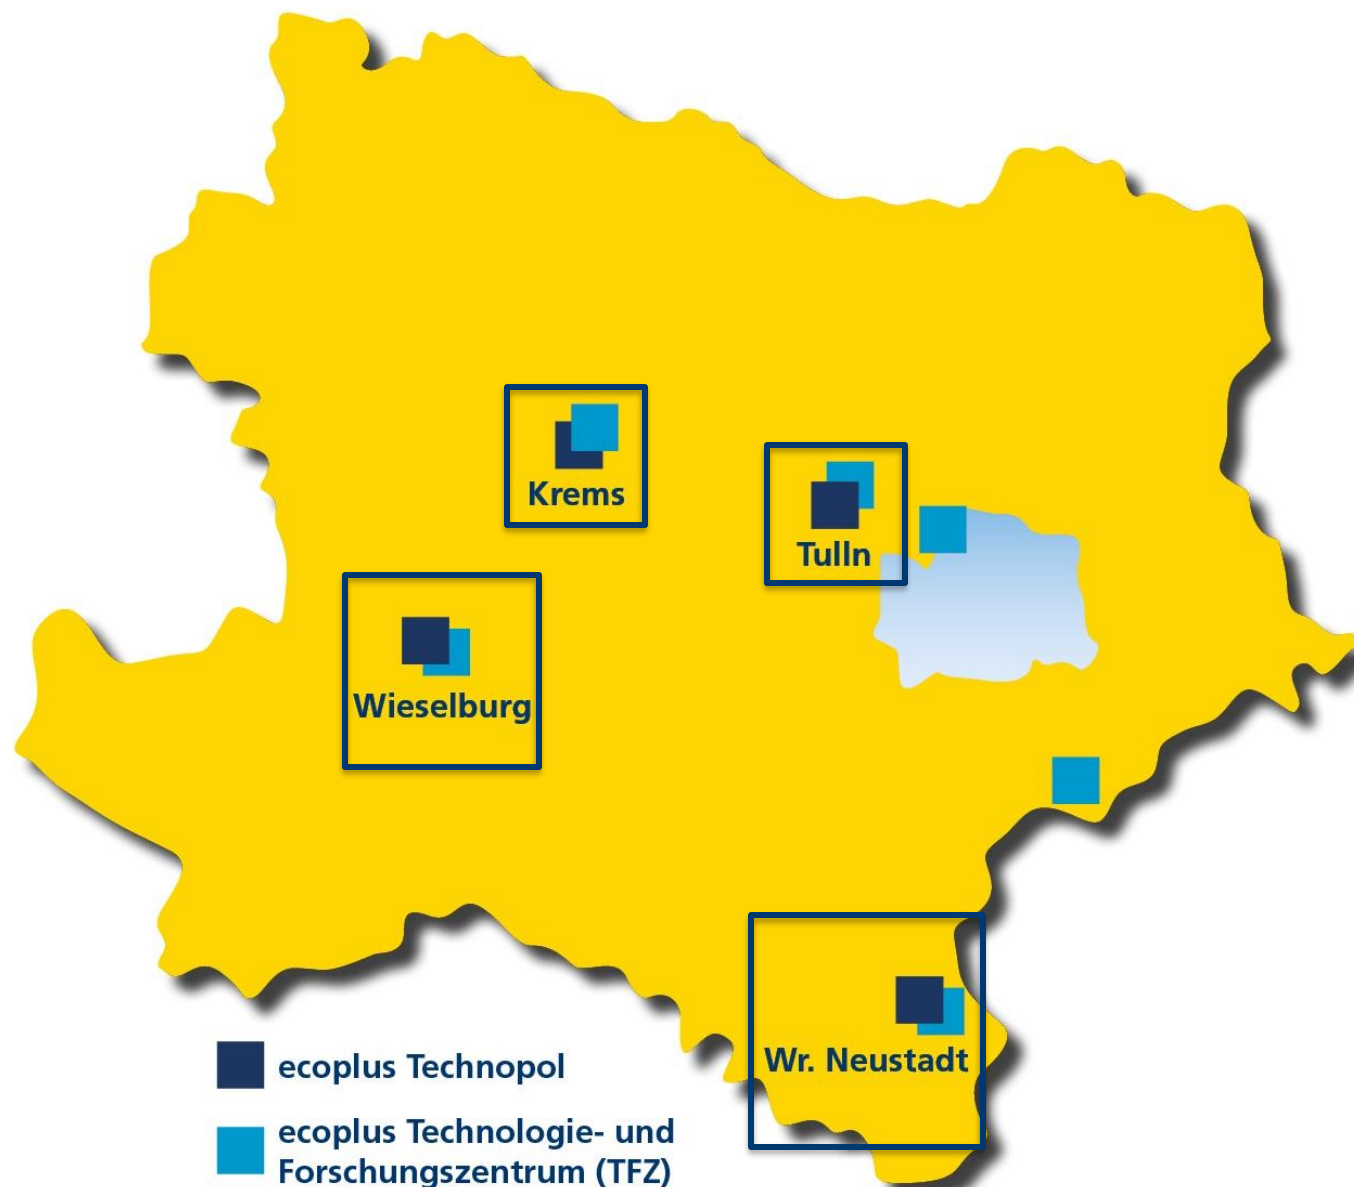 Krems
Tulln
Wieselburg
Wr. Neustadt
ecoplus Technopol
ecoplus Technologie- und
Forschungszentrum (TFZ)